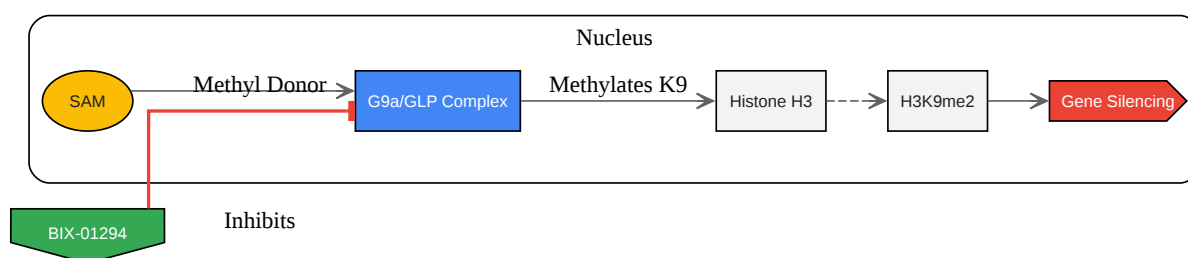 Nucleus
SAM
Methyl Donor
G9a/GLP Complex
Methylates K9
Histone H3
H3K9me2
Gene Silencing
Inhibits
BIX-01294